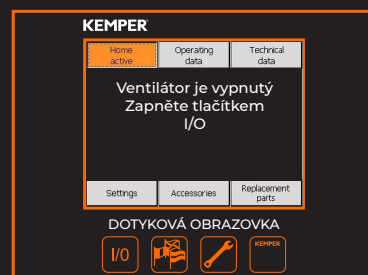 KEMPER
Home
active
Operating
data
Technical
data
Ventilátor je vypnutý
Zapněte tlačítkem
I/O
Settings
Accessories
Replacement
parts
DOTYKOVÁ OBRAZOVKA
I/0
KEMPER